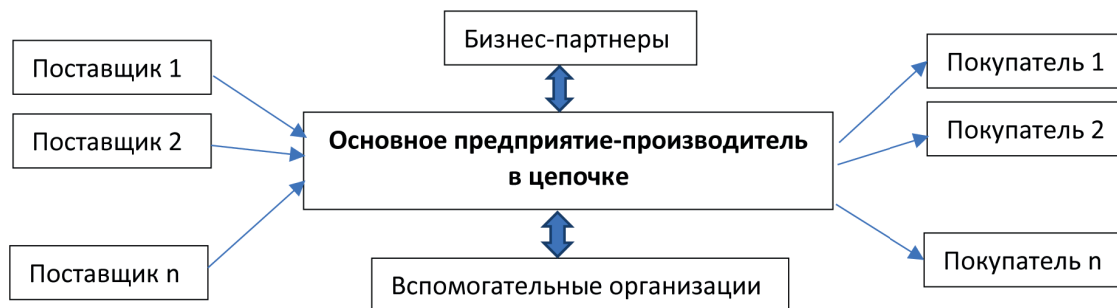 Бизнес-партнеры
Поставщик 1
Покупатель 1
Поставщик 2
Основное предприятие-производитель
в цепочке
Покупатель 2
Поставщик n
Вспомогательные организации
Покупатель n